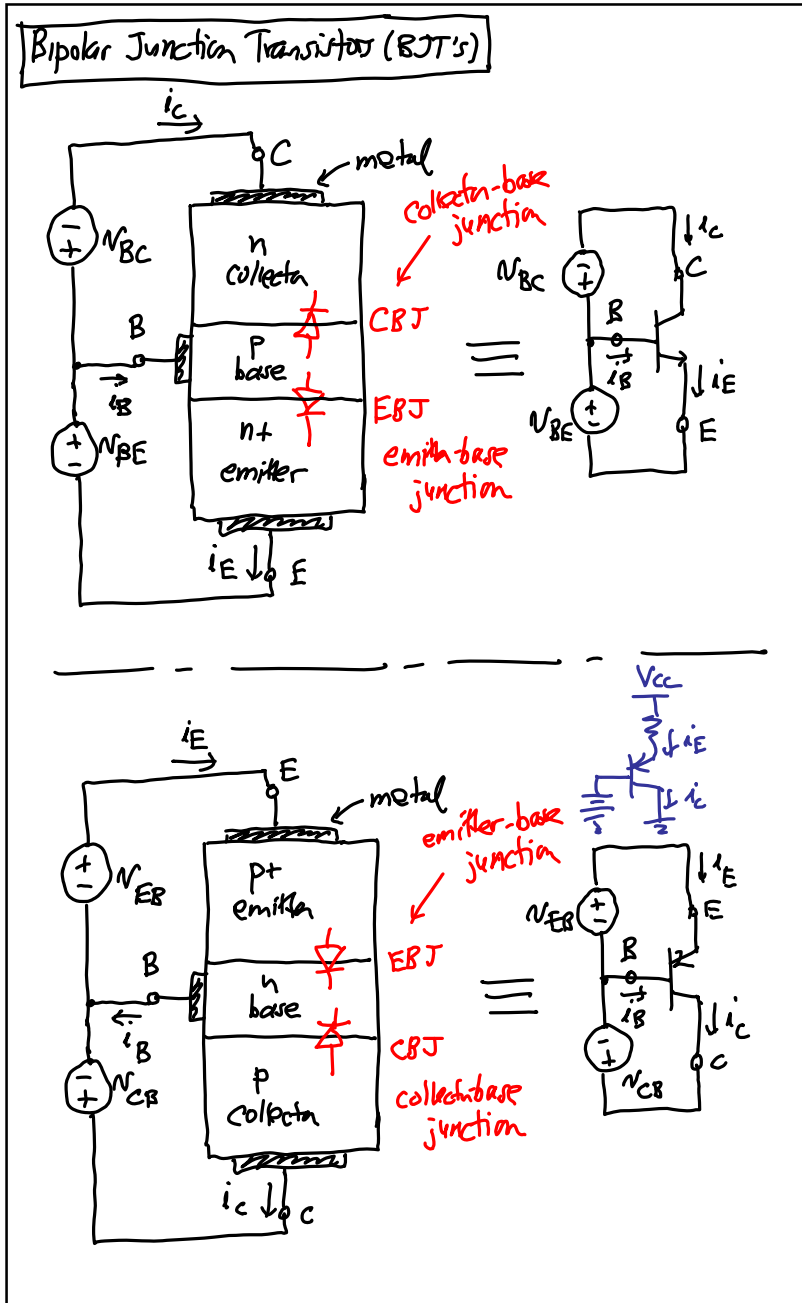 Bipolar Junction Transistors (BJT's)
iC
C
metal
collector-base
junction
n
collector
vBC
CBJ
B
p
base
iB
EBJ
vBE
n+
emitter
emitter-base
junction
iE
E
iC
C
vBC
B
iB
iE
vBE
E
VCC
iE
iC
iE
E
metal
emitter-base
junction
p+
emitter
vEB
EBJ
B
n
base
iB
CBJ
vCB
p
collector
collector-base
junction
iC
C
iE
E
vEB
B
iB
iC
vCB
C